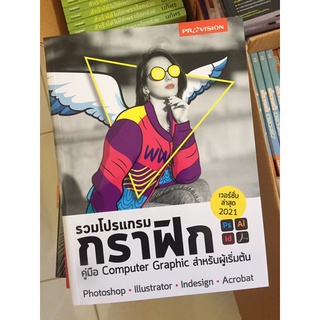 PROVISION
WW
เวอร์ชั่น
ล่าสุด
2021
Ps Ai
Id
รวมโปรแกรม
กราฟิก
คู่มือ Computer Graphic สำหรับผู้เริ่มต้น
Photoshop • Illustrator • Indesign • Acrobat